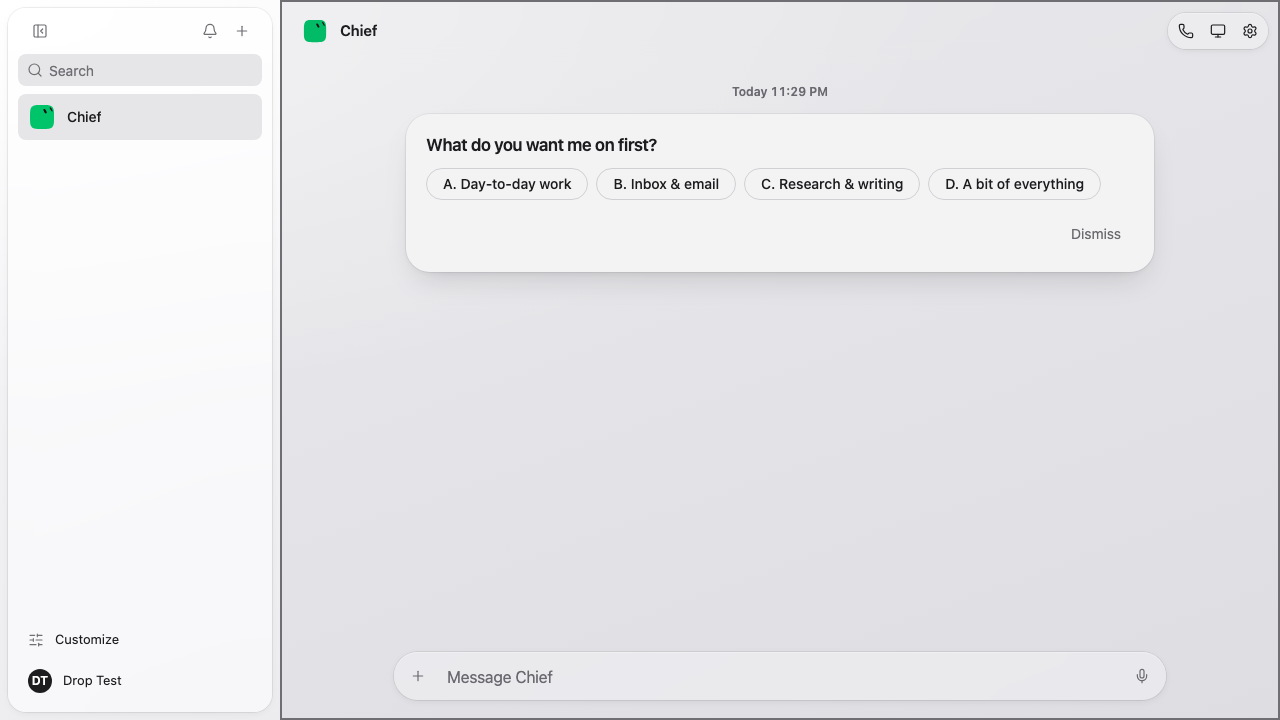 Search
Chief
Customize
DT Drop Test
Chief
Today 11:29 PM
What do you want me on first?
A. Day-to-day work B. Inbox & email C. Research & writing D. A bit of everything
Dismiss
Message Chief